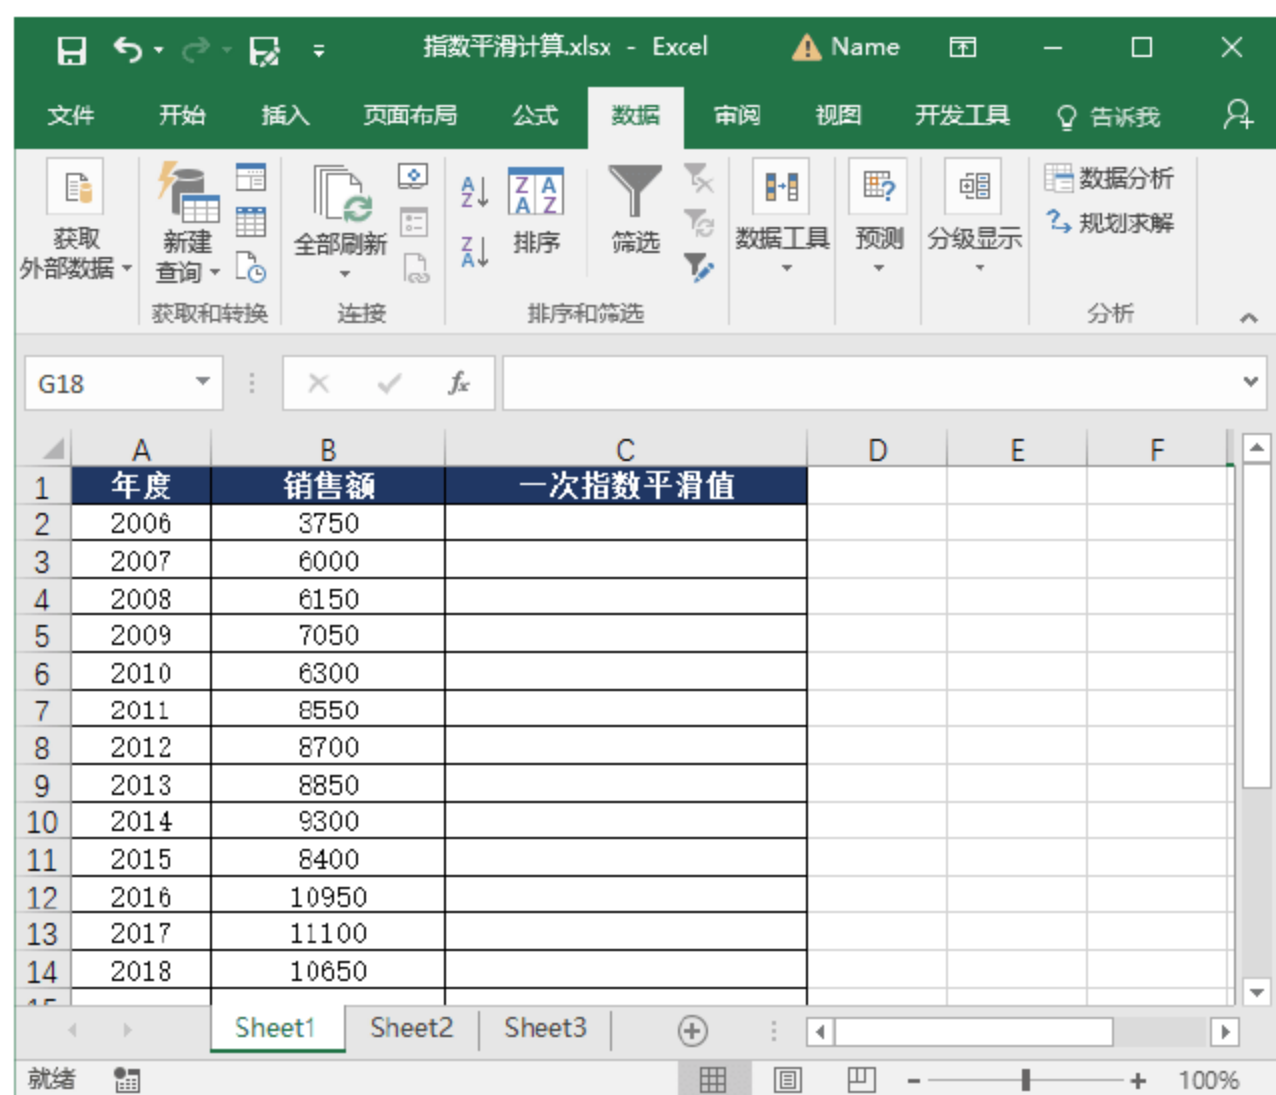 指数平滑计算.xlsx - Excel
Name
文件 开始 插入 页面布局 公式 数据 审阅 视图 开发工具 告诉我
获取
外部数据
新建
查询
全部刷新
排序
筛选
数据工具
预测
分级显示
数据分析
规划求解
获取和转换 连接 排序和筛选 分析
G18 fx
A B C D E F
1 年度 销售额 一次指数平滑值
2 2006 3750
3 2007 6000
4 2008 6150
5 2009 7050
6 2010 6300
7 2011 8550
8 2012 8700
9 2013 8850
10 2014 9300
11 2015 8400
12 2016 10950
13 2017 11100
14 2018 10650
Sheet1 Sheet2 Sheet3
就绪 100%